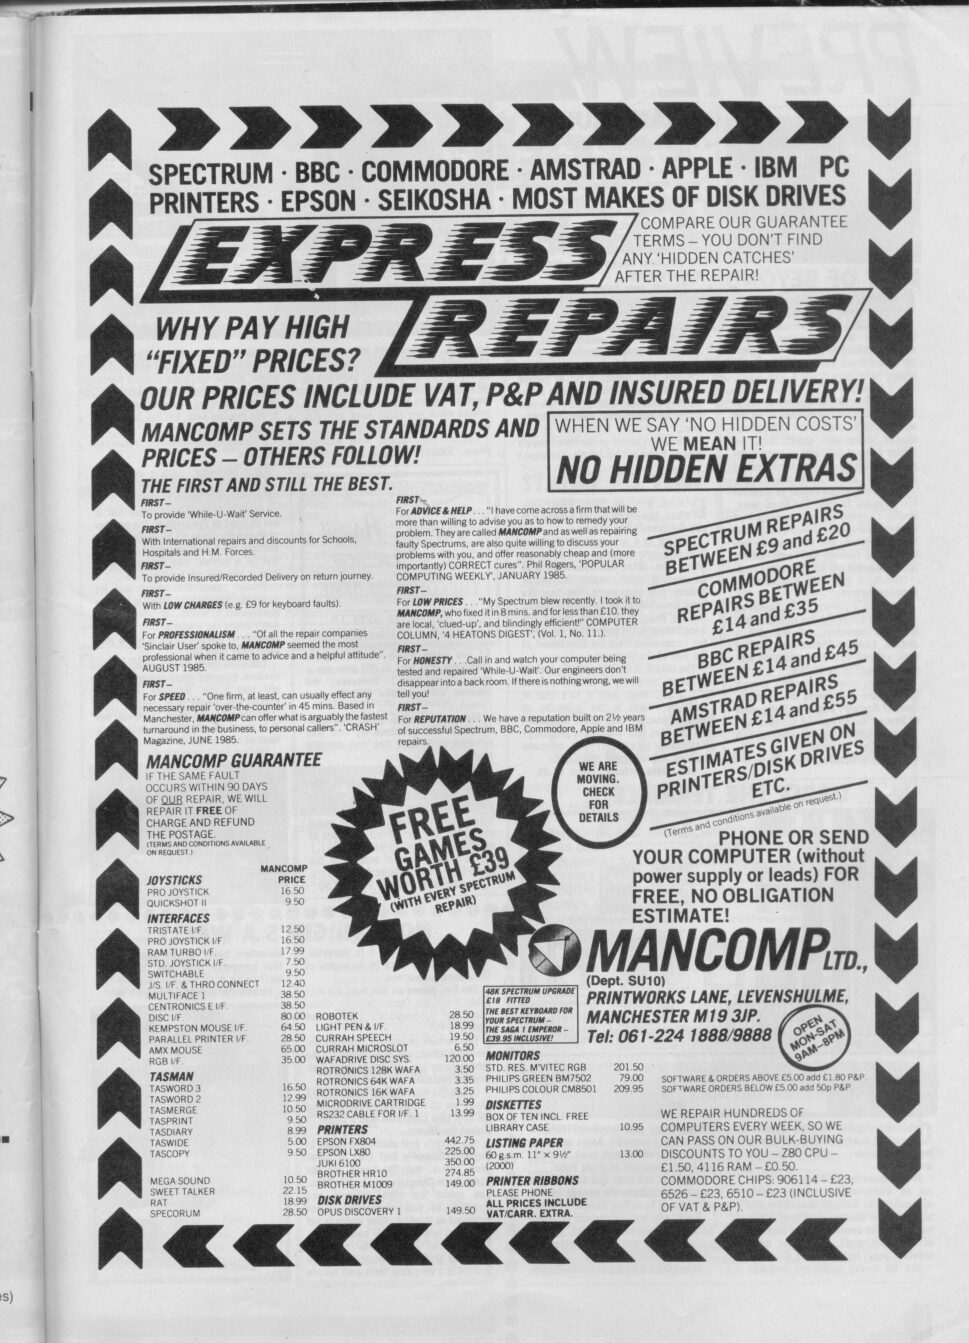 SPECTRUM · BBC · COMMODORE · AMSTRAD · APPLE · IBM PC
PRINTERS · EPSON · SEIKOSHA · MOST MAKES OF DISK DRIVES
EXPRESS
REPAIRS
COMPARE OUR GUARANTEE
TERMS – YOU DON'T FIND
ANY 'HIDDEN CATCHES'
AFTER THE REPAIR!
WHY PAY HIGH
"FIXED" PRICES?
OUR PRICES INCLUDE VAT, P&P AND INSURED DELIVERY!
MANCOMP SETS THE STANDARDS AND
PRICES – OTHERS FOLLOW!
WHEN WE SAY 'NO HIDDEN COSTS'
WE MEAN IT!
NO HIDDEN EXTRAS
THE FIRST AND STILL THE BEST.
FIRST–
To provide 'While-U-Wait' Service.
FIRST–
With International repairs and discounts for Schools,
Hospitals and H.M. Forces.
FIRST–
To provide Insured/Recorded Delivery on return journey.
FIRST–
With LOW CHARGES (e.g. £9 for keyboard faults).
FIRST–
For PROFESSIONALISM . . . "Of all the repair companies
'Sinclair User' spoke to, MANCOMP seemed the most
professional when it came to advice and a helpful attitude".
AUGUST 1985.
FIRST–
For SPEED . . . "One firm, at least, can usually effect any
necessary repair 'over-the-counter' in 45 mins. Based in
Manchester, MANCOMP can offer what is arguably the fastest
turnaround in the business, to personal callers". 'CRASH'
Magazine, JUNE 1985.
FIRST–
For ADVICE & HELP . . . "I have come across a firm that will be
more than willing to advise you as to how to remedy your
problem. They are called MANCOMP and as well as repairing
faulty Spectrums, are also quite willing to discuss your
problems with you, and offer reasonably cheap and (more
importantly) CORRECT cures". Phil Rogers, 'POPULAR
COMPUTING WEEKLY', JANUARY 1985.
FIRST–
For LOW PRICES . . . "My Spectrum blew recently. I took it to
MANCOMP, who fixed it in 8 mins. and for less than £10. they
are local, 'clued-up', and blindingly efficient!" COMPUTER
COLUMN, '4 HEATONS DIGEST', (Vol. 1, No. 11.).
FIRST–
For HONESTY . . .Call in and watch your computer being
tested and repaired 'While-U-Wait'. Our engineers don't
disappear into a back room. If there is nothing wrong, we will
tell you!
FIRST–
For REPUTATION . . . We have a reputation built on 2½ years
of successful Spectrum, BBC, Commodore, Apple and IBM
repairs.
SPECTRUM REPAIRS
BETWEEN £9 and £20
COMMODORE
REPAIRS BETWEEN
£14 and £35
BBC REPAIRS
BETWEEN £14 and £45
AMSTRAD REPAIRS
BETWEEN £14 and £55
ESTIMATES GIVEN ON
PRINTERS/DISK DRIVES
ETC.
(Terms and conditions available on request.)
MANCOMP GUARANTEE
IF THE SAME FAULT
OCCURS WITHIN 90 DAYS
OF OUR REPAIR, WE WILL
REPAIR IT FREE OF
CHARGE AND REFUND
THE POSTAGE.
(TERMS AND CONDITIONS AVAILABLE
ON REQUEST.)
FREE
GAMES
WORTH £39
(WITH EVERY SPECTRUM
REPAIR)
WE ARE
MOVING.
CHECK
FOR
DETAILS
PHONE OR SEND
YOUR COMPUTER (without
power supply or leads) FOR
FREE, NO OBLIGATION
ESTIMATE!
MANCOMP LTD.,
(Dept. SU10)
PRINTWORKS LANE, LEVENSHULME,
MANCHESTER M19 3JP.
Tel: 061-224 1888/9888
OPEN
MON-SAT
9AM–8PM
MANCOMP
PRICE
JOYSTICKS
PRO JOYSTICK 16.50
QUICKSHOT II 9.50
INTERFACES
TRISTATE I/F. 12.50
PRO JOYSTICK I/F. 16.50
RAM TURBO I/F. 17.99
STD. JOYSTICK I/F. 7.50
SWITCHABLE 9.50
J/S. I/F. & THRO CONNECT 12.40
MULTIFACE 1 38.50
CENTRONICS E I/F. 38.50
DISC I/F. 80.00
KEMPSTON MOUSE I/F. 64.50
PARALLEL PRINTER I/F. 28.50
AMX MOUSE 65.00
RGB I/F. 35.00
TASMAN
TASWORD 3 16.50
TASWORD 2 12.99
TASMERGE 10.50
TASPRINT 9.50
TASDIARY 8.99
TASWIDE 5.00
TASCOPY 9.50
MEGA SOUND 10.50
SWEET TALKER 22.15
RAT 18.99
SPECORUM 28.50
ROBOTEK 28.50
LIGHT PEN & I/F. 18.99
CURRAH SPEECH 19.50
CURRAH MICROSLOT 6.50
WAFADRIVE DISC SYS. 120.00
ROTRONICS 128K WAFA 3.50
ROTRONICS 64K WAFA 3.35
ROTRONICS 16K WAFA 3.25
MICRODRIVE CARTRIDGE 1.99
RS232 CABLE FOR I/F. 1 13.99
PRINTERS
EPSON FX804 442.75
EPSON LX80 225.00
JUKI 6100 350.00
BROTHER HR10 274.85
BROTHER M1009 149.00
DISK DRIVES
OPUS DISCOVERY 1 149.50
48K SPECTRUM UPGRADE
£18 FITTED
THE BEST KEYBOARD FOR
YOUR SPECTRUM –
THE SAGA 1 EMPEROR –
£39.95 INCLUSIVE!
MONITORS
STD. RES. M'VITEC RGB 201.50
PHILIPS GREEN BM7502 79.00
PHILIPS COLOUR CM8501 209.95
DISKETTES
BOX OF TEN INCL. FREE
LIBRARY CASE 10.95
LISTING PAPER
60 g.s.m. 11" x 9½" 13.00
(2000)
PRINTER RIBBONS
PLEASE PHONE
ALL PRICES INCLUDE
VAT/CARR. EXTRA.
SOFTWARE & ORDERS ABOVE £5.00 add £1.80 P&P.
SOFTWARE ORDERS BELOW £5.00 add 50p P&P.
WE REPAIR HUNDREDS OF
COMPUTERS EVERY WEEK, SO WE
CAN PASS ON OUR BULK-BUYING
DISCOUNTS TO YOU – Z80 CPU –
£1.50, 4116 RAM – £0.50.
COMMODORE CHIPS: 906114 – £23,
6526 – £23, 6510 – £23 (INCLUSIVE
OF VAT & P&P).